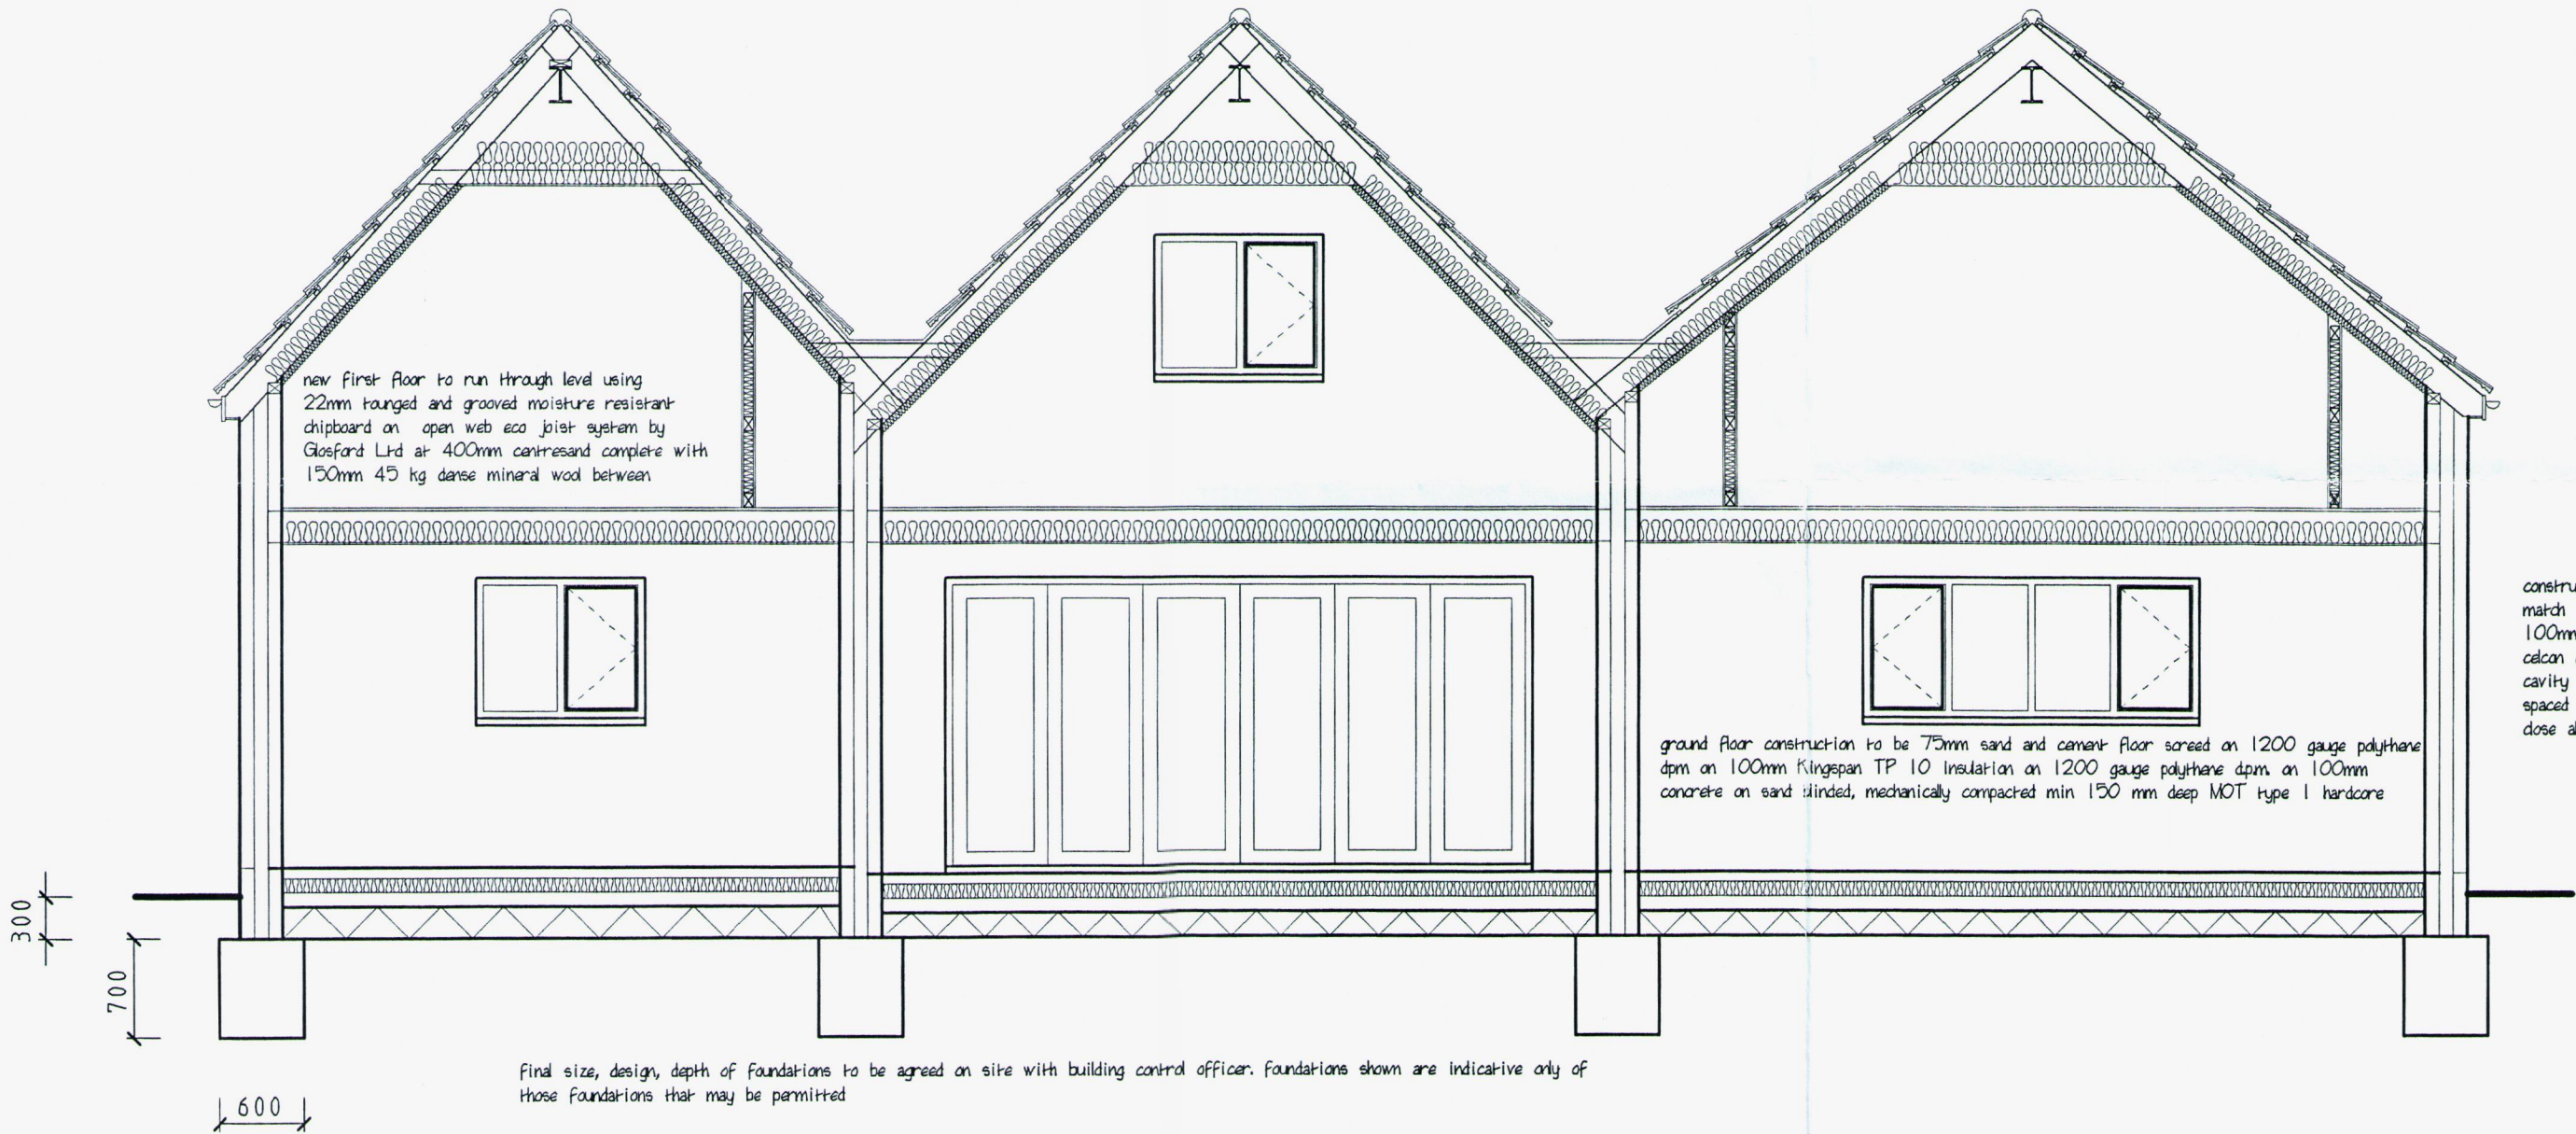 new first floor to run through level using
22mm tounged and grooved moisture resistant
chipboard on open web eco joist system by
Glosford Ltd at 400mm centresand complete with
150mm 45 kg dense mineral wool between
constru
match
100mm
celcon
cavity
spaced
close al
ground floor construction to be 75mm sand and cement floor screed on 1200 gauge polythene
dpm on 100mm Kingspan TP 10 Insulation on 1200 gauge polythene dpm. on 100mm
concrete on sand blinded, mechanically compacted min 150 mm deep MOT type 1 hardcore
300
700
final size, design, depth of foundations to be agreed on site with building control officer. foundations shown are indicative only of
those foundations that may be permitted
600